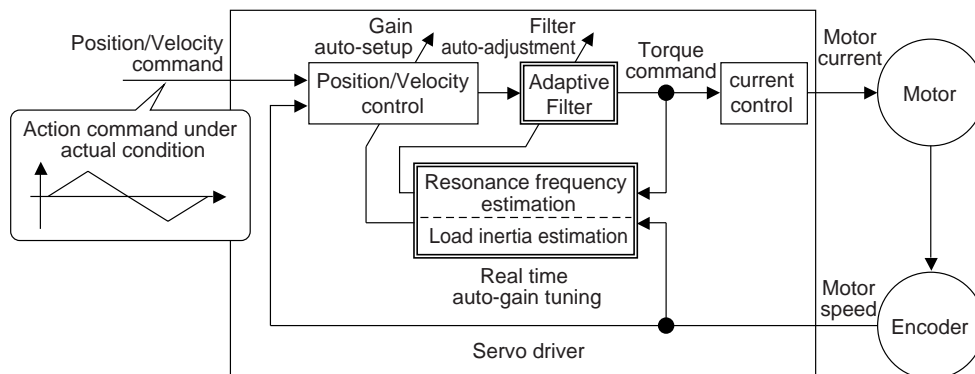 Position/Velocity
command
Action command under
actual condition
Gain
auto-setup
Filter
auto-adjustment
Position/Velocity
control
Adaptive
Filter
Torque
command
current
control
Motor
current
Motor
Resonance frequency
estimation
Load inertia estimation
Real time
auto-gain tuning
Motor
speed
Encoder
Servo driver